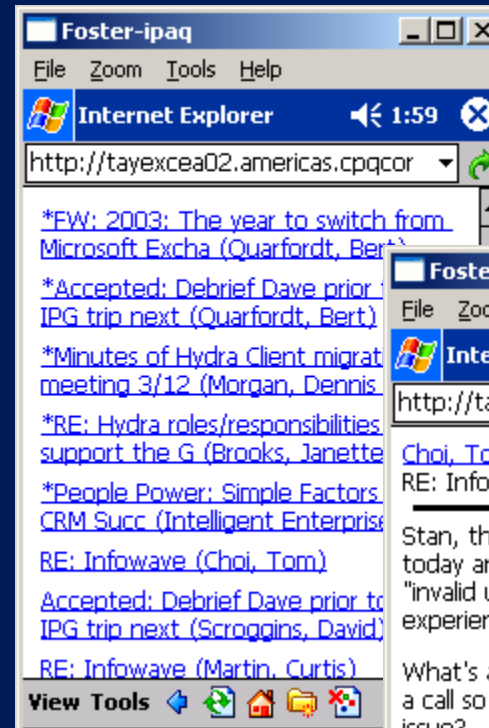 Foster-ipaq
File Zoom Tools Help
Internet Explorer 1:59
http://tayexcea02.americas.cpqcor
*FW: 2003: The year to switch from
Microsoft Excha (Quarfordt, Bert)
*Accepted: Debrief Dave prior
IPG trip next (Quarfordt, Bert)
*Minutes of Hydra Client migrat
meeting 3/12 (Morgan, Dennis
*RE: Hydra roles/responsibilities
support the G (Brooks, Janette
*People Power: Simple Factors
CRM Succ (Intelligent Enterprise
RE: Infowave (Choi, Tom)
Accepted: Debrief Dave prior to
IPG trip next (Scroggins, David)
RE: Infowave (Martin, Curtis)
View Tools
Foste
File Zoo
Inte
http://ta
Choi, To
RE: Info
Stan, th
today ar
"invalid u
experien
What's a
a call so
issue?